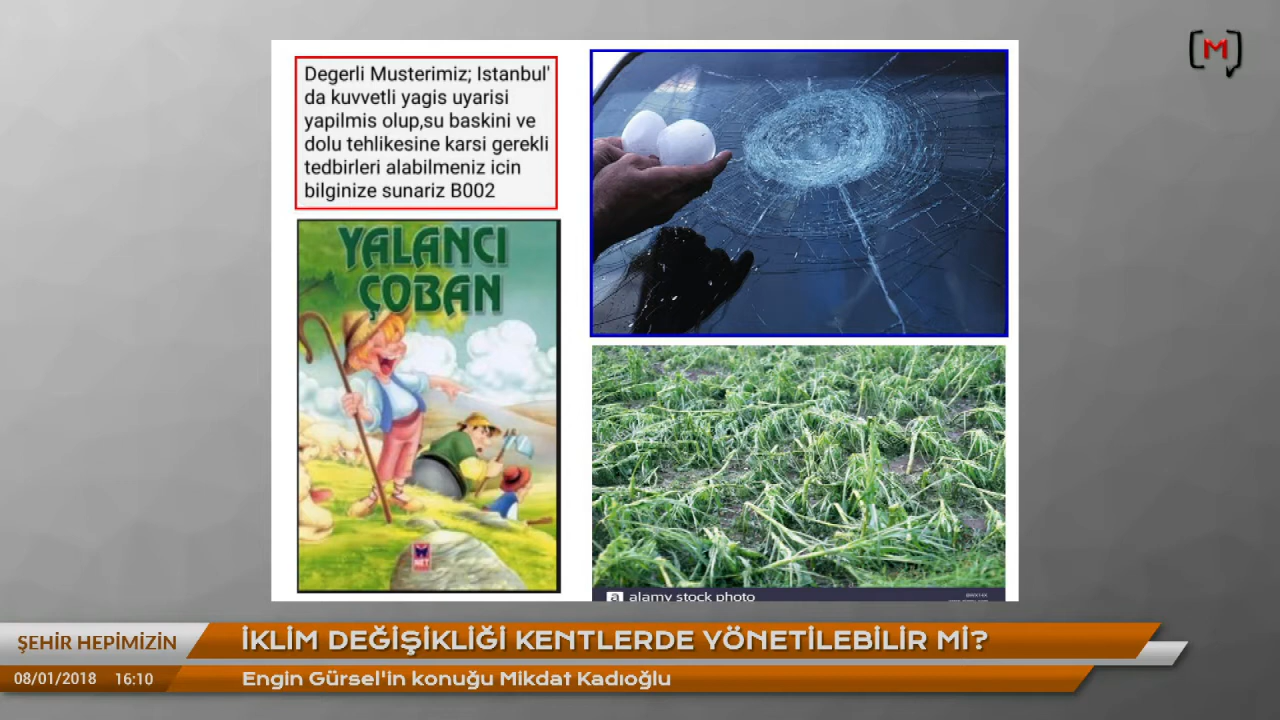 Degerli Musterimiz; Istanbul'
da kuvvetli yagis uyarisi
yapilmis olup,su baskini ve
dolu tehlikesine karsi gerekli
tedbirleri alabilmeniz icin
bilginize sunariz B002
YALANCI
ÇOBAN
NET
a alamy stock photo
[M]
ŞEHİR HEPİMİZİN
İKLİM DEĞİŞİKLİĞİ KENTLERDE YÖNETİLEBİLİR Mİ?
08/01/2018 16:10
Engin Gürsel'in konuğu Mikdat Kadıoğlu